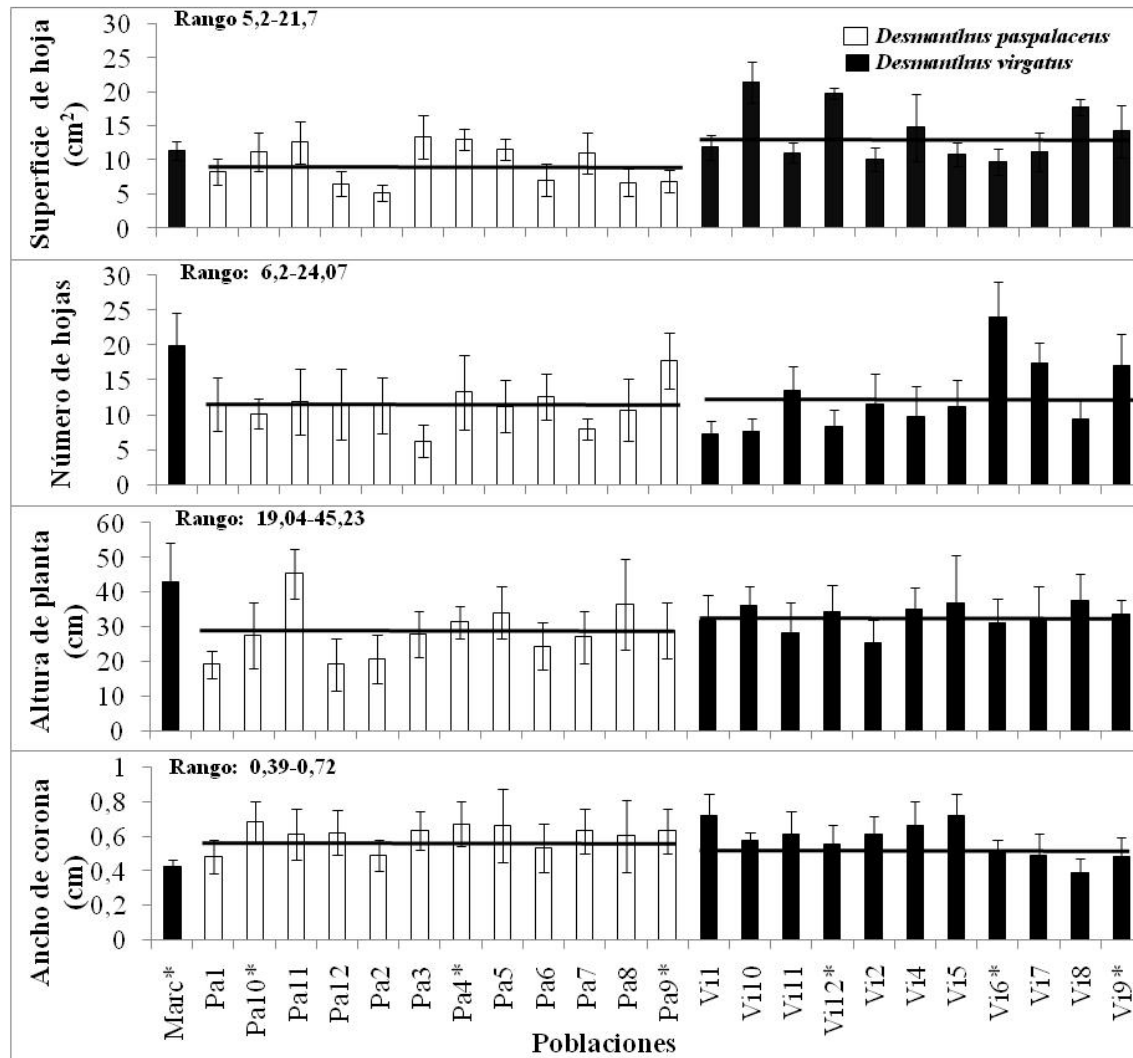 Rango 5,2-21,7
Desmanthus paspalaceus
Desmanthus virgatus
Superficie de hoja
(cm²)
30
25
20
15
10
5
0
Rango: 6,2-24,07
Número de hojas
30
25
20
15
10
5
0
Rango: 19,04-45,23
Altura de planta
(cm)
60
50
40
30
20
10
0
Rango: 0,39-0,72
Ancho de corona
(cm)
1
0,8
0,6
0,4
0,2
0
Marc* Pa1 Pa10* Pa11 Pa12 Pa2 Pa3 Pa4* Pa5 Pa6 Pa7 Pa8 Pa9* Vi1 Vi10 Vi11 Vi12* Vi2 Vi4 Vi5 Vi6* Vi7 Vi8 Vi9*
Poblaciones